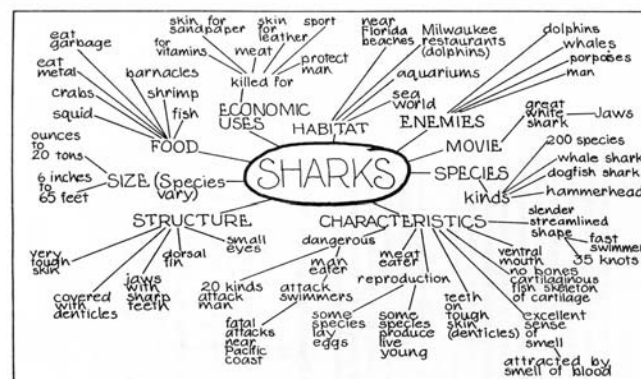 eat
garbage
eat
metal
crabs
squid
barnacles
shrimp
fish
FOOD
skin for
sandpaper
for
vitamins
meat
skin
for
leather
sport
protect
man
killed for
ECONOMIC
USES
near
Florida
beaches
Milwaukee
restaurants
(dolphins)
aquariums
sea
world
HABITAT
dolphins
whales
porpoises
man
ENEMIES
MOVIE
great
white
shark
Jaws
SPECIES
kinds
200 species
whale shark
dogfish shark
hammerhead
SHARKS
ounces
to
20 tons
6 inches
to
65 feet
SIZE (Species
vary)
STRUCTURE
very
tough
skin
covered
with
denticles
jaws
with
sharp
teeth
dorsal
fin
small
eyes
CHARACTERISTICS
dangerous
man
eater
20 kinds
attack
man
attack
swimmers
fatal
attacks
near
Pacific
coast
meat
eater
reproduction
some
species
lay
eggs
some
species
produce
live
young
teeth
on
tough
skin
(denticles)
slender
streamlined
shape
fast
swimmer
35 knots
ventral
mouth
no bones
cartilaginous
fish skeleton
of cartilage
excellent
sense
of
smell
attracted by
smell of blood